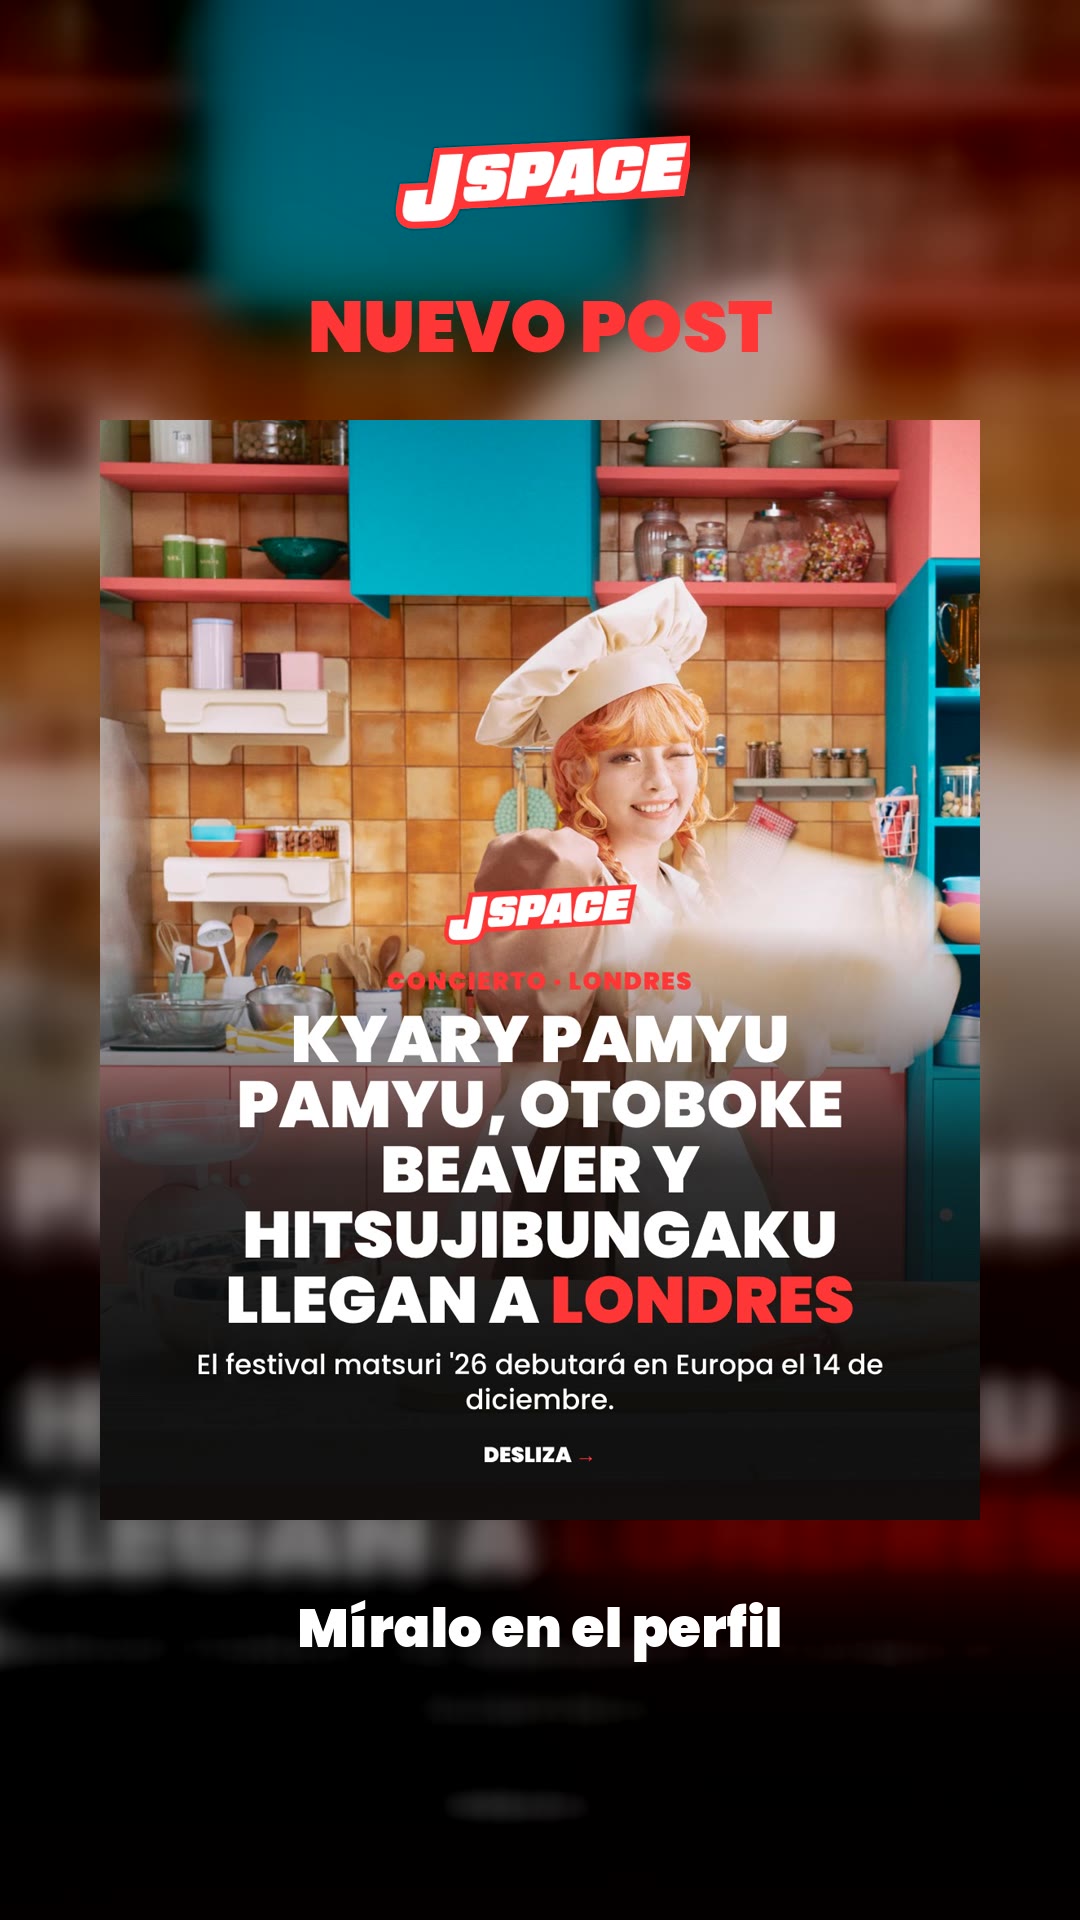 JSPACE
NUEVO POST
Tea
JSPACE
CONCIERTO · LONDRES
KYARY PAMYU
PAMYU, OTOBOKE
BEAVER Y
HITSUJIBUNGAKU
LLEGAN A LONDRES
El festival matsuri '26 debutará en Europa el 14 de
diciembre.
DESLIZA →
Míralo en el perfil